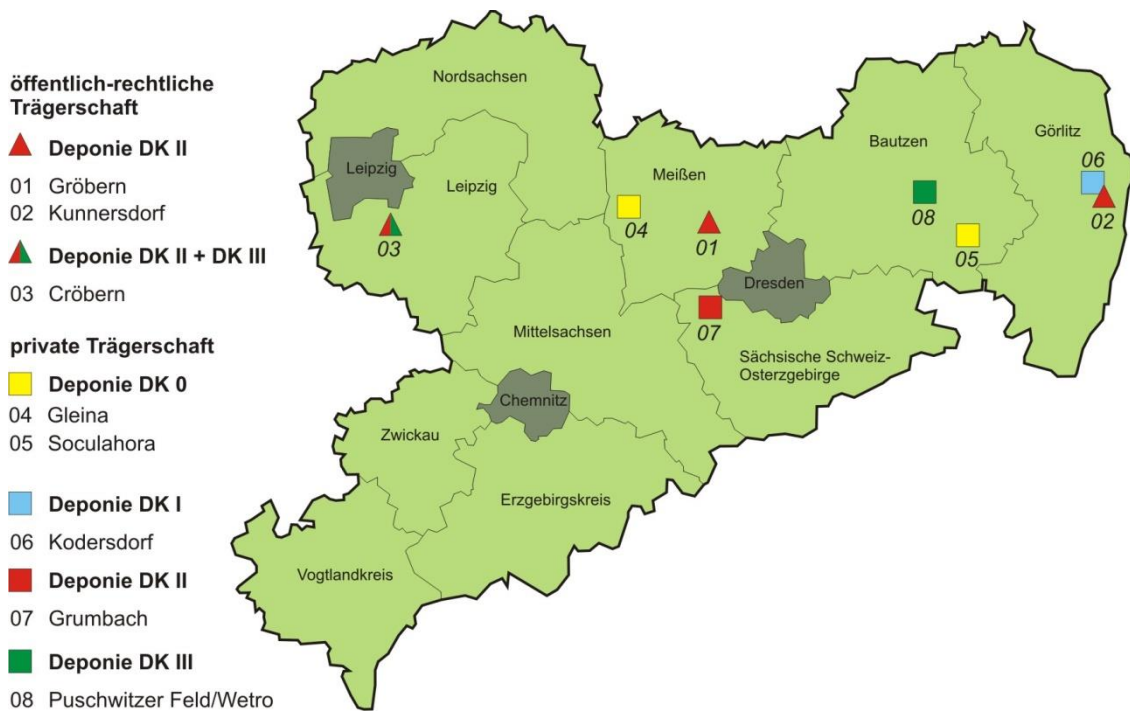 öffentlich-rechtliche
Trägerschaft
Deponie DK II
01 Gröbern
02 Kunnersdorf
Deponie DK II + DK III
03 Cröbern
private Trägerschaft
Deponie DK 0
04 Gleina
05 Soculahora
Deponie DK I
06 Kodersdorf
Deponie DK II
07 Grumbach
Deponie DK III
08 Puschwitzer Feld/Wetro
Nordsachsen
Leipzig
Leipzig
03
Meißen
04
01
Bautzen
08
05
Görlitz
06
02
Dresden
07
Mittelsachsen
Sächsische Schweiz-
Osterzgebirge
Chemnitz
Zwickau
Erzgebirgskreis
Vogtlandkreis